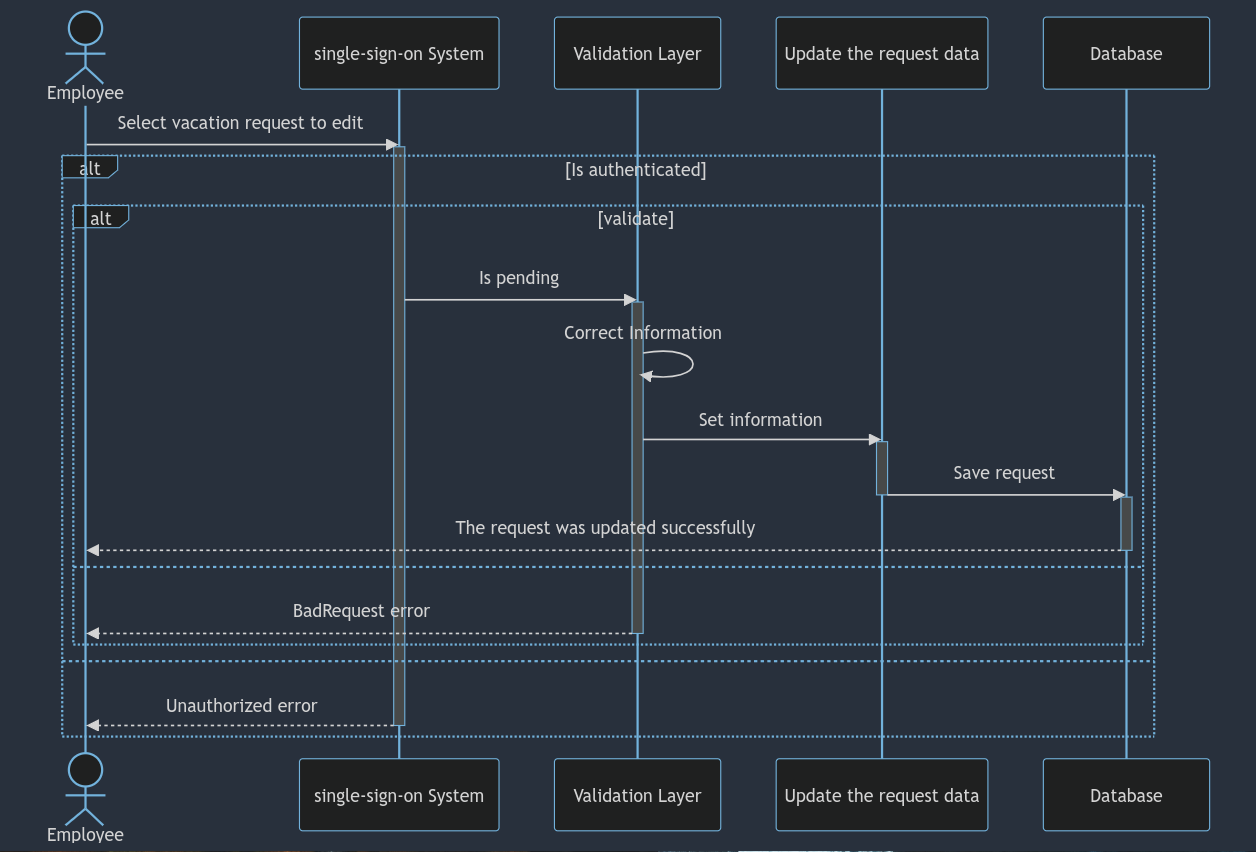 Employee
single-sign-on System
Validation Layer
Update the request data
Database
Select vacation request to edit
alt
[Is authenticated]
alt
[validate]
Is pending
Correct Information
Set information
Save request
The request was updated successfully
BadRequest error
Unauthorized error
Employee
single-sign-on System
Validation Layer
Update the request data
Database